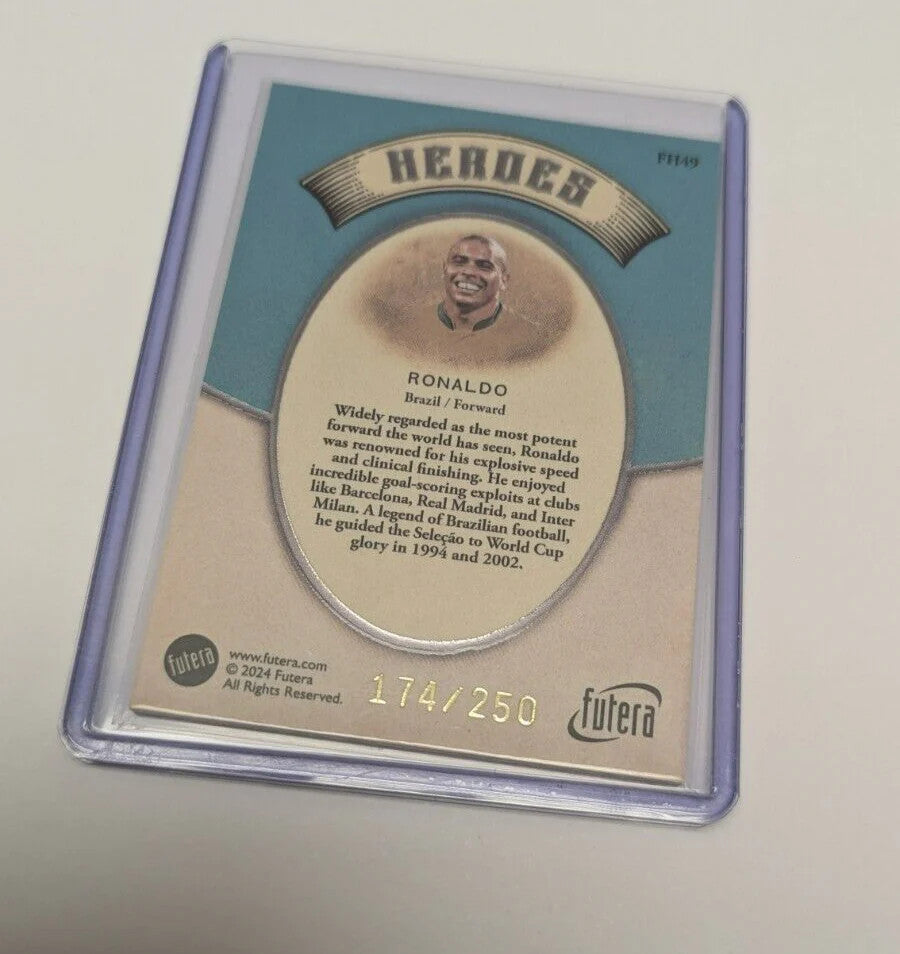 HEROES
FH49
RONALDO
Brazil / Forward
Widely regarded as the most potent
forward the world has seen, Ronaldo
was renowned for his explosive speed
and clinical finishing. He enjoyed
incredible goal-scoring exploits at clubs
like Barcelona, Real Madrid, and Inter
Milan. A legend of Brazilian football,
he guided the Seleção to World Cup
glory in 1994 and 2002.
futera
www.futera.com
© 2024 Futera
All Rights Reserved.
174/250
futera